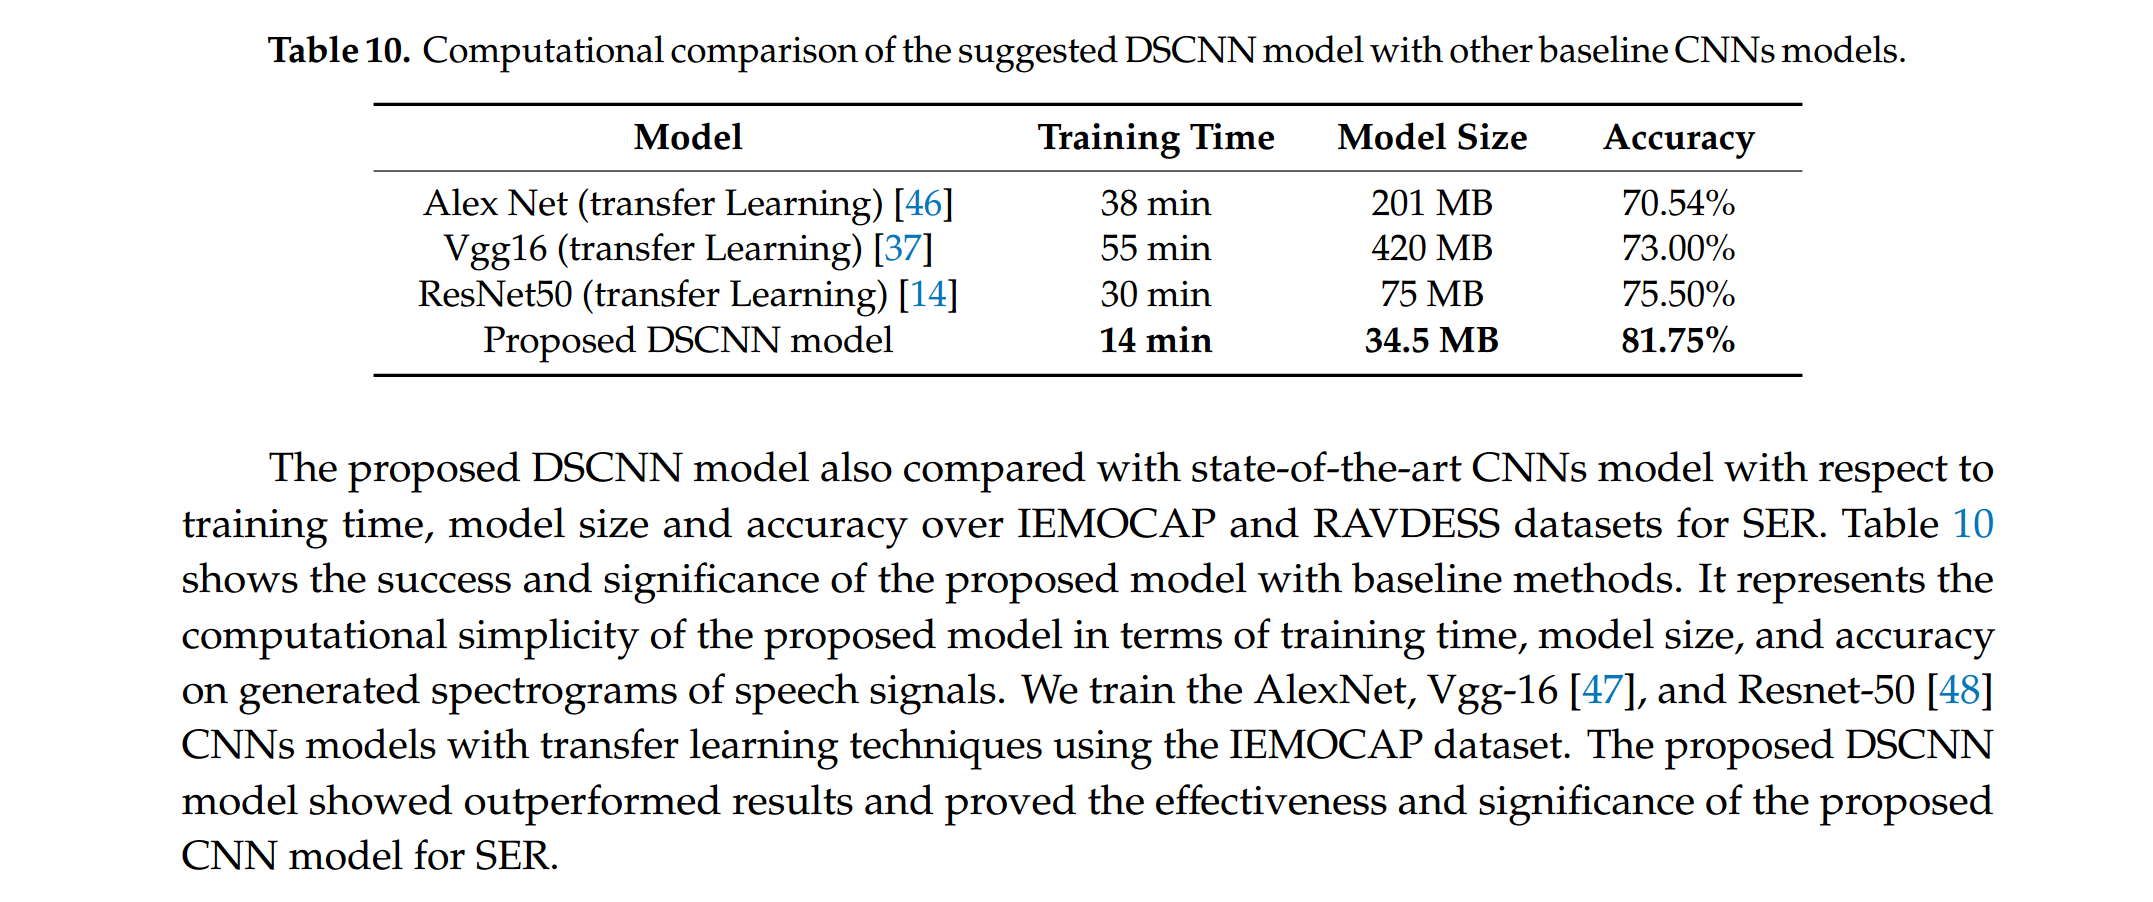 Table 10. Computational comparison of the suggested DSCNN model with other baseline CNNs models.
Model Training Time Model Size Accuracy
Alex Net (transfer Learning) [46] 38 min 201 MB 70.54%
Vgg16 (transfer Learning) [37] 55 min 420 MB 73.00%
ResNet50 (transfer Learning) [14] 30 min 75 MB 75.50%
Proposed DSCNN model 14 min 34.5 MB 81.75%
The proposed DSCNN model also compared with state-of-the-art CNNs model with respect to
training time, model size and accuracy over IEMOCAP and RAVDESS datasets for SER. Table 10
shows the success and significance of the proposed model with baseline methods. It represents the
computational simplicity of the proposed model in terms of training time, model size, and accuracy
on generated spectrograms of speech signals. We train the AlexNet, Vgg-16 [47], and Resnet-50 [48]
CNNs models with transfer learning techniques using the IEMOCAP dataset. The proposed DSCNN
model showed outperformed results and proved the effectiveness and significance of the proposed
CNN model for SER.